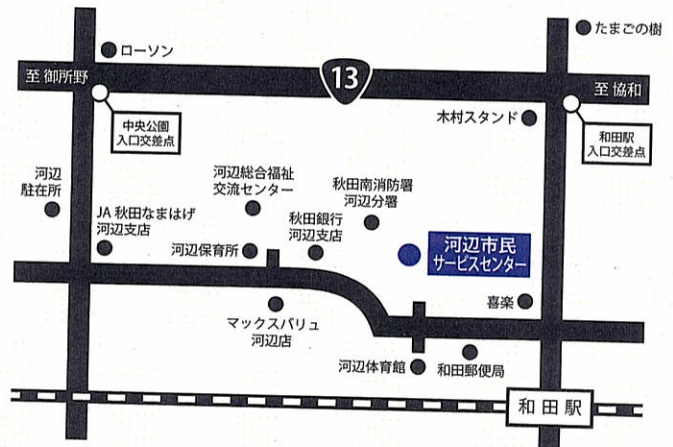 たまごの樹
ローソン
至 御所野
13
至 協和
中央公園
入口交差点
木村スタンド
和田駅
入口交差点
河辺
駐在所
河辺総合福祉
交流センター
秋田南消防署
河辺分署
JA 秋田なまはげ
河辺支店
秋田銀行
河辺支店
河辺保育所
河辺市民
サービスセンター
喜楽
マックスバリュ
河辺店
河辺体育館
和田郵便局
和田駅